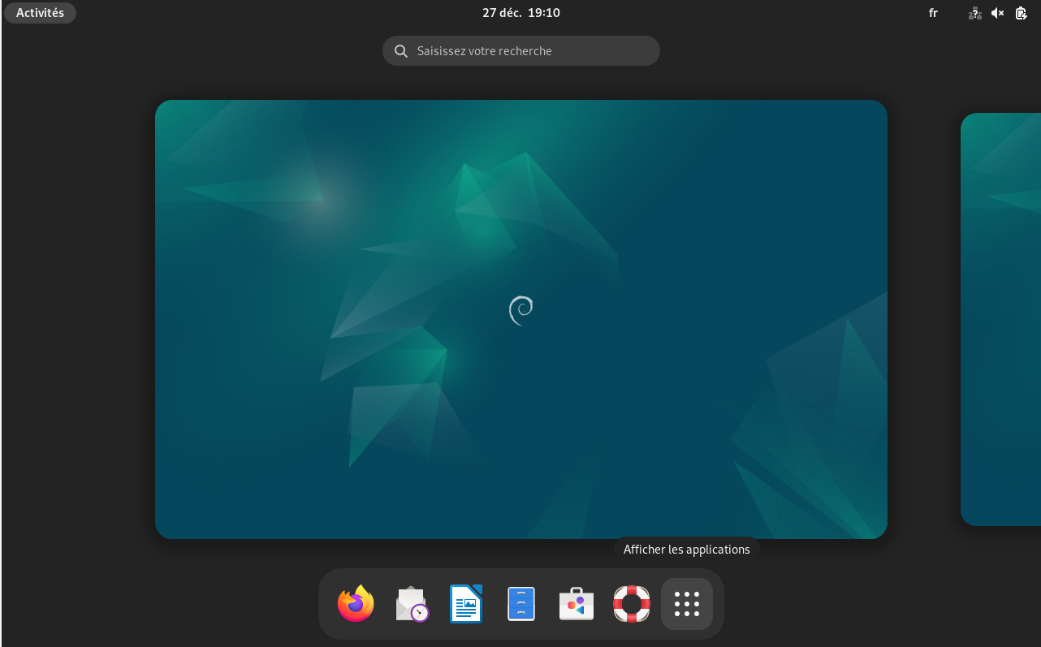 Activités
27 déc.  19:10
fr
Saisissez votre recherche
Afficher les applications